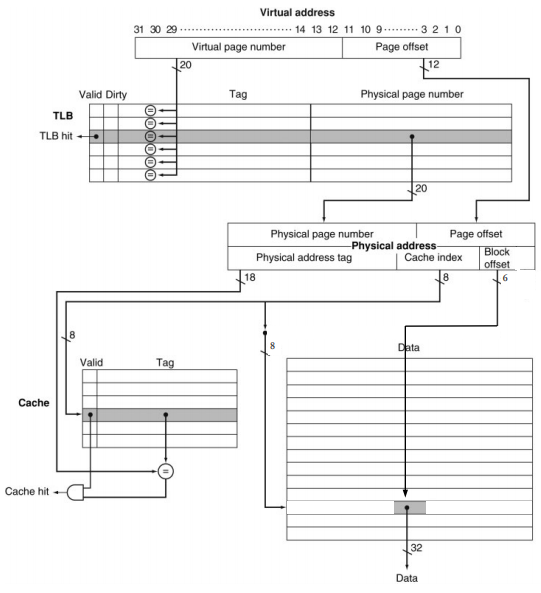 Virtual address
31 30 29 ································ 14 13 12 11 10 9 ········· 3 2 1 0
Virtual page number Page offset
20 12
Valid Dirty Tag Physical page number
TLB
=
=
TLB hit =
=
=
=
20
Physical page number Page offset
Physical address
Physical address tag Cache index Block
offset
18 8 6
8 8
Data
Valid Tag
Cache
=
Cache hit
32
Data